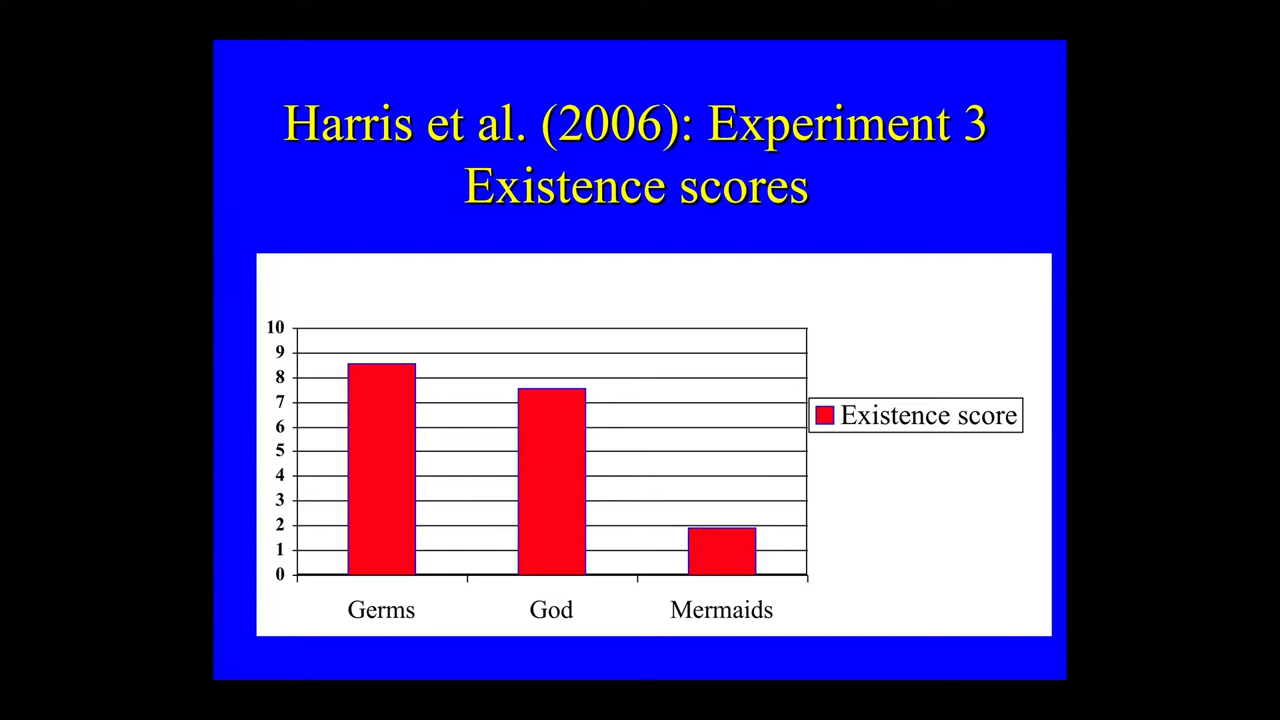 Harris et al. (2006): Experiment 3
Existence scores
10
9
8
7
6
5
4
3
2
1
0
Existence score
Germs God Mermaids